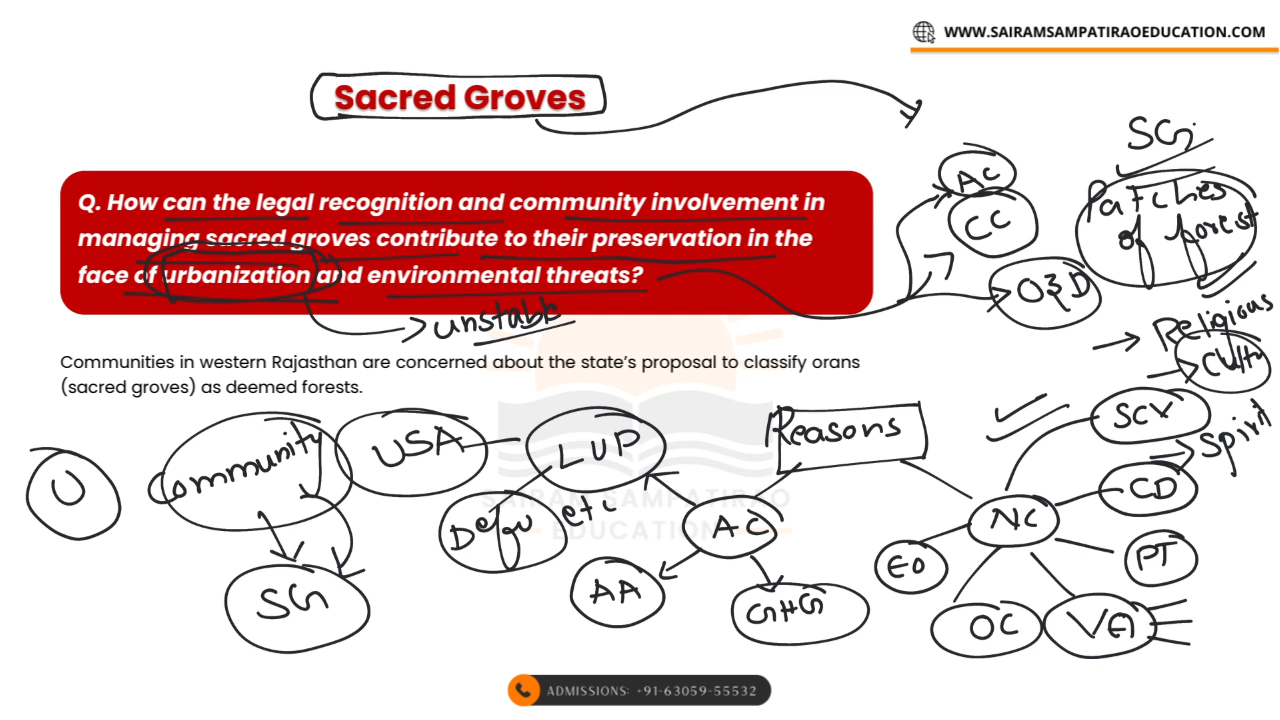 WWW.SAIRAMSAMPATIRAOEDUCATION.COM
Sacred Groves
SG
Q. How can the legal recognition and community involvement in
managing sacred groves contribute to their preservation in the
face of urbanization and environmental threats?
AC
CC
O3D
Patches
of forest
unstable
Religious
Communities in western Rajasthan are concerned about the state's proposal to classify orans
(sacred groves) as deemed forests.
Reasons
SCV
Spirit
U
Community
USA
LUP
etc
CD
SAIRAM SAMPATIRAO
EDUCATION
AC
NC
EO
PT
AA
GHG
OC
SG
ADMISSIONS: +91-63059-55532